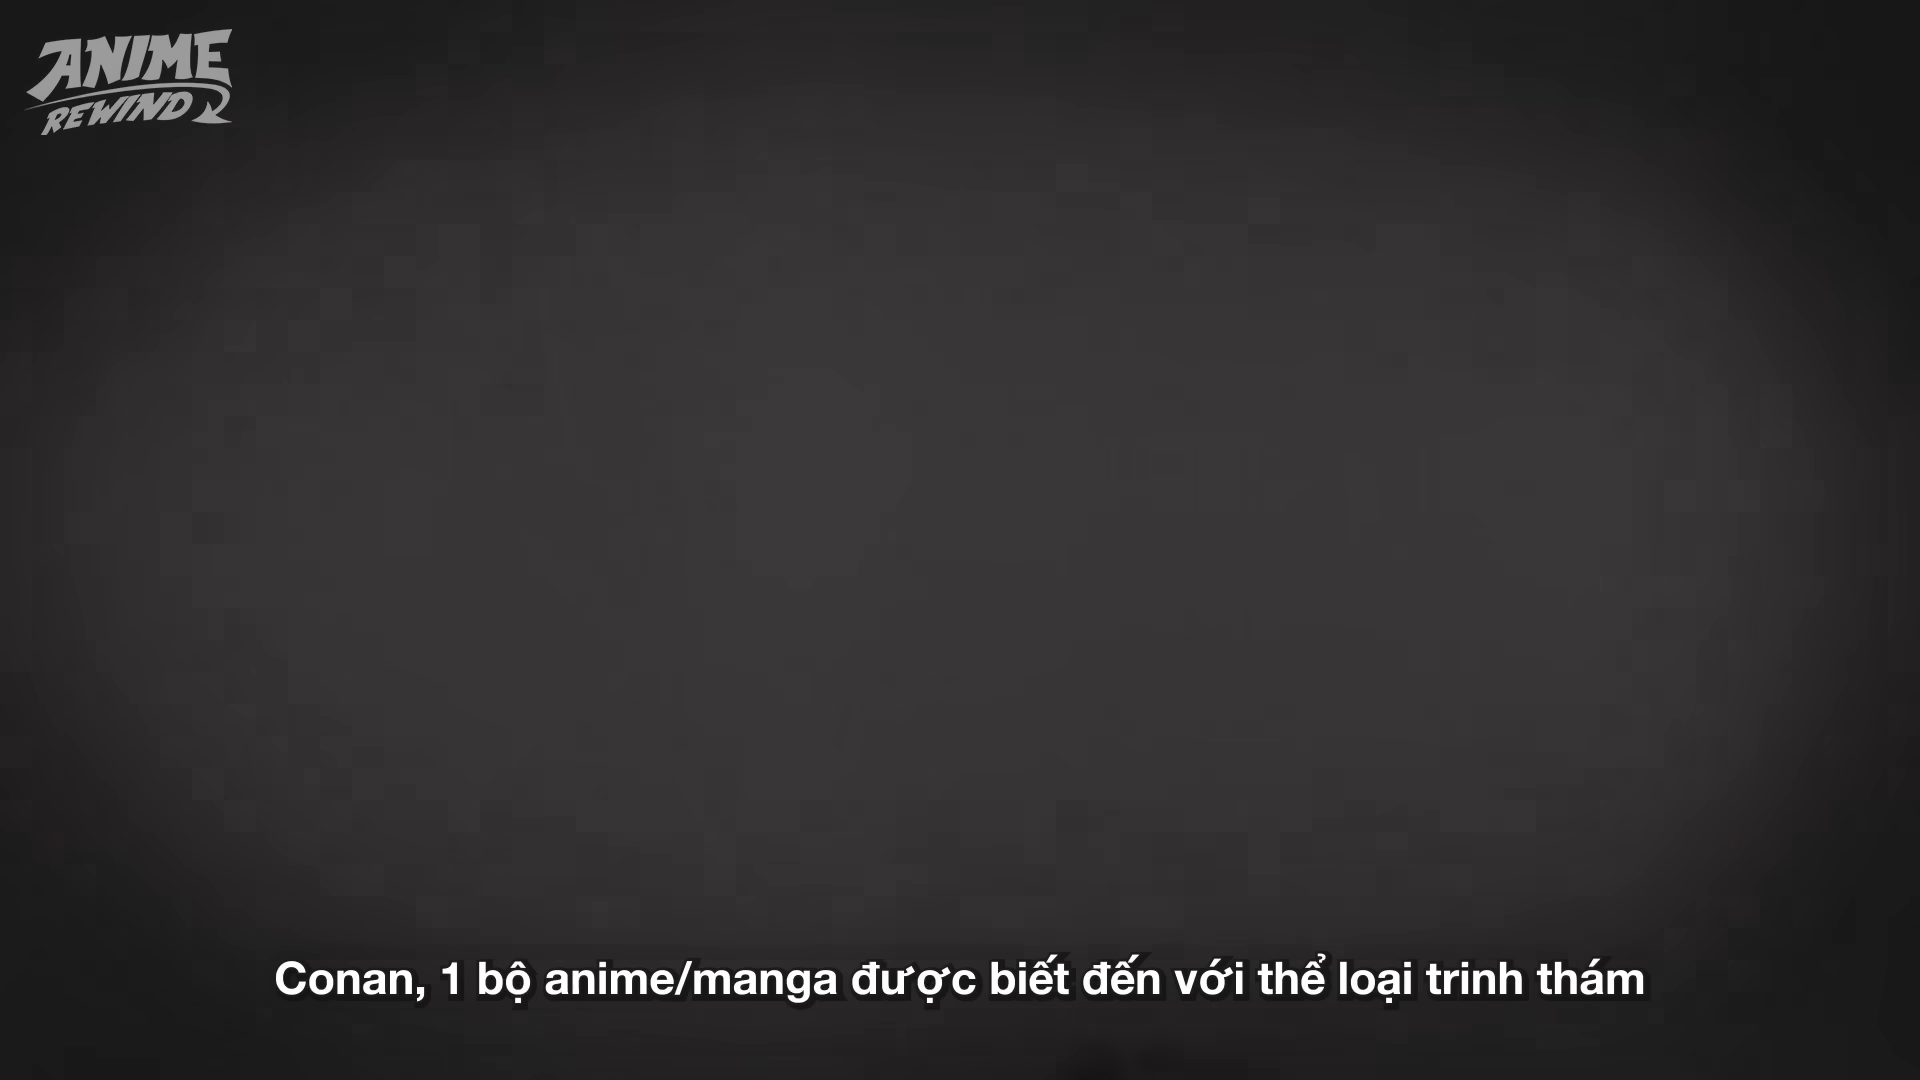 ANIME
REWIND
Conan, 1 bộ anime/manga được biết đến với thể loại trinh thám